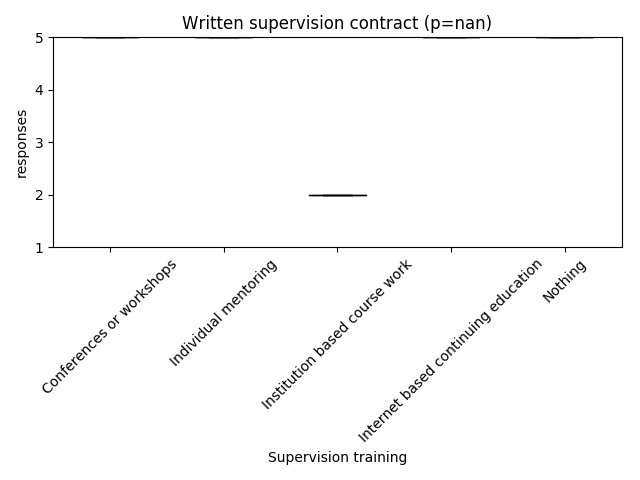 Written supervision contract (p=nan)
responses
5
4
3
2
1
Conferences or workshops
Individual mentoring
Institution based course work
Internet based continuing education
Nothing
Supervision training